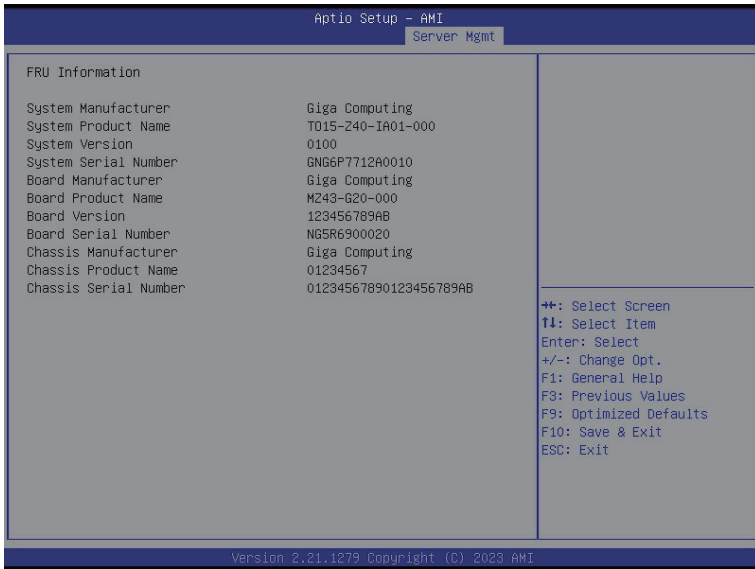 Aptio Setup – AMI
Server Mgmt
FRU Information
System Manufacturer Giga Computing
System Product Name TO15-Z40-IA01-000
System Version 0100
System Serial Number GNG6P7712A0010
Board Manufacturer Giga Computing
Board Product Name MZ43-G20-000
Board Version 123456789AB
Board Serial Number NG5R6900020
Chassis Manufacturer Giga Computing
Chassis Product Name 01234567
Chassis Serial Number 01234567890123456789AB
→←: Select Screen
↑↓: Select Item
Enter: Select
+/-: Change Opt.
F1: General Help
F3: Previous Values
F9: Optimized Defaults
F10: Save & Exit
ESC: Exit
Version 2.21.1279 Copyright (C) 2023 AMI